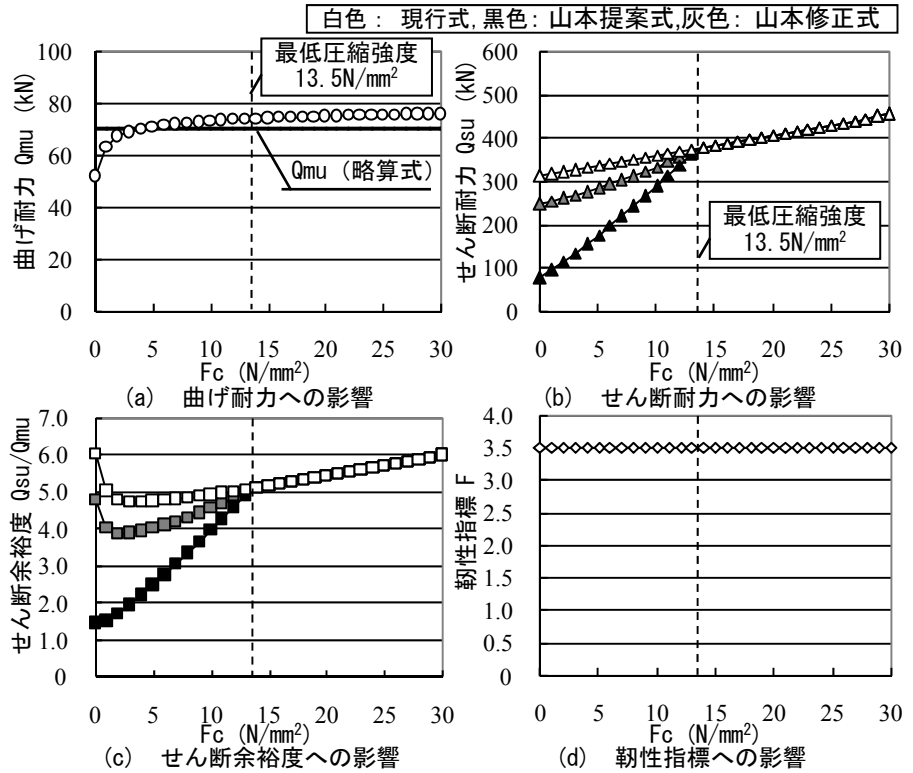 白色： 現行式,黒色：山本提案式,灰色： 山本修正式
曲げ耐力 Qmu (kN)
100
80
60
40
20
0
最低圧縮強度
13.5N/mm²
Qmu (略算式)
0 5 10 15 20 25 30
Fc (N/mm²)
(a) 曲げ耐力への影響
せん断耐力 Qsu (kN)
600
500
400
300
200
100
0
最低圧縮強度
13.5N/mm²
0 5 10 15 20 25 30
Fc (N/mm²)
(b) せん断耐力への影響
せん断余裕度 Qsu/Qmu
7.0
6.0
5.0
4.0
3.0
2.0
1.0
0
0 5 10 15 20 25 30
Fc (N/mm²)
(c) せん断余裕度への影響
靭性指標 F
4.0
3.5
3.0
2.5
2.0
1.5
1.0
0.5
0
0 5 10 15 20 25 30
Fc (N/mm²)
(d) 靭性指標への影響